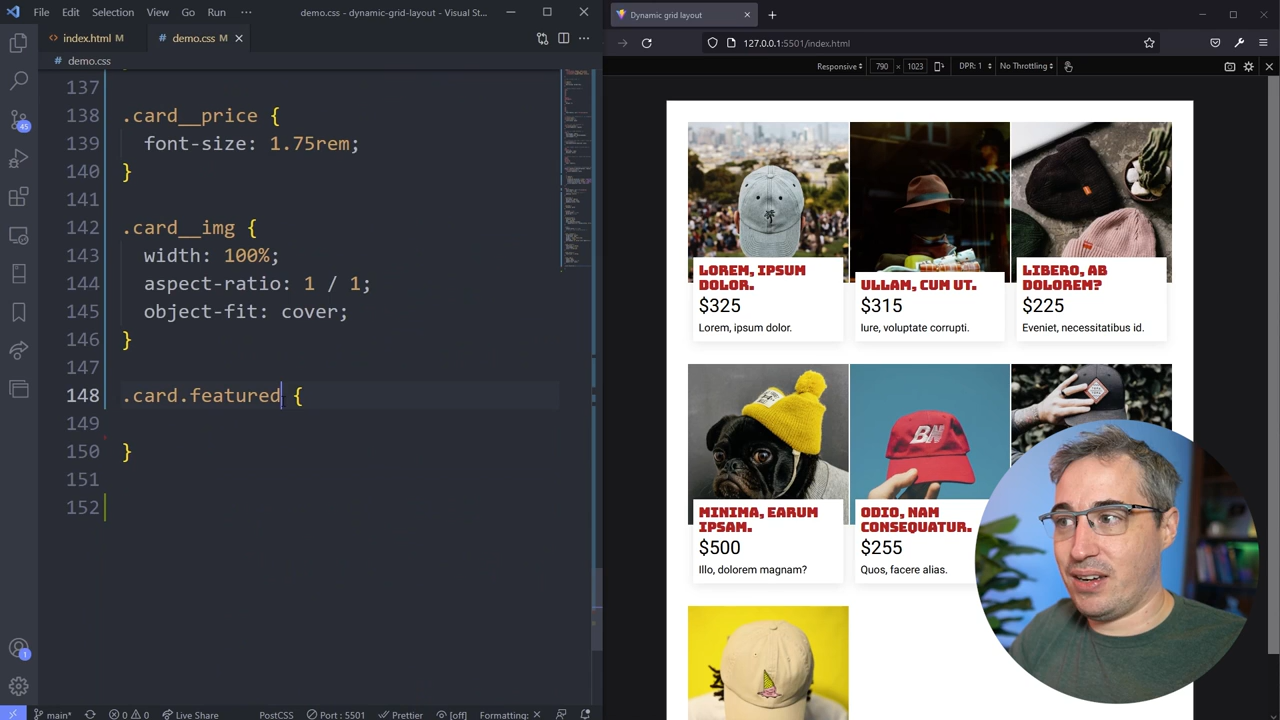 File Edit Selection View Go Run ··· demo.css - dynamic-grid-layout - Visual St...
index.html M demo.css M
demo.css
137
138 .card__price {
139 font-size: 1.75rem;
140 }
141
142 .card__img {
143 width: 100%;
144 aspect-ratio: 1 / 1;
145 object-fit: cover;
146 }
147
148 .card.featured {
149
150 }
151
152
45
1
main* 0 0 Live Share PostCSS Port : 5501 Prettier [off] Formatting:
Dynamic grid layout
127.0.0.1:5501/index.html
Responsive 790 × 1023 DPR: 1 No Throttling
LOREM, IPSUM DOLOR.
$325
Lorem, ipsum dolor.
ULLAM, CUM UT.
$315
Iure, voluptate corrupti.
LIBERO, AB DOLOREM?
$225
Eveniet, necessitatibus id.
MINIMA, EARUM IPSAM.
$500
Illo, dolorem magnam?
BN
ODIO, NAM CONSEQUATUR.
$255
Quos, facere alias.